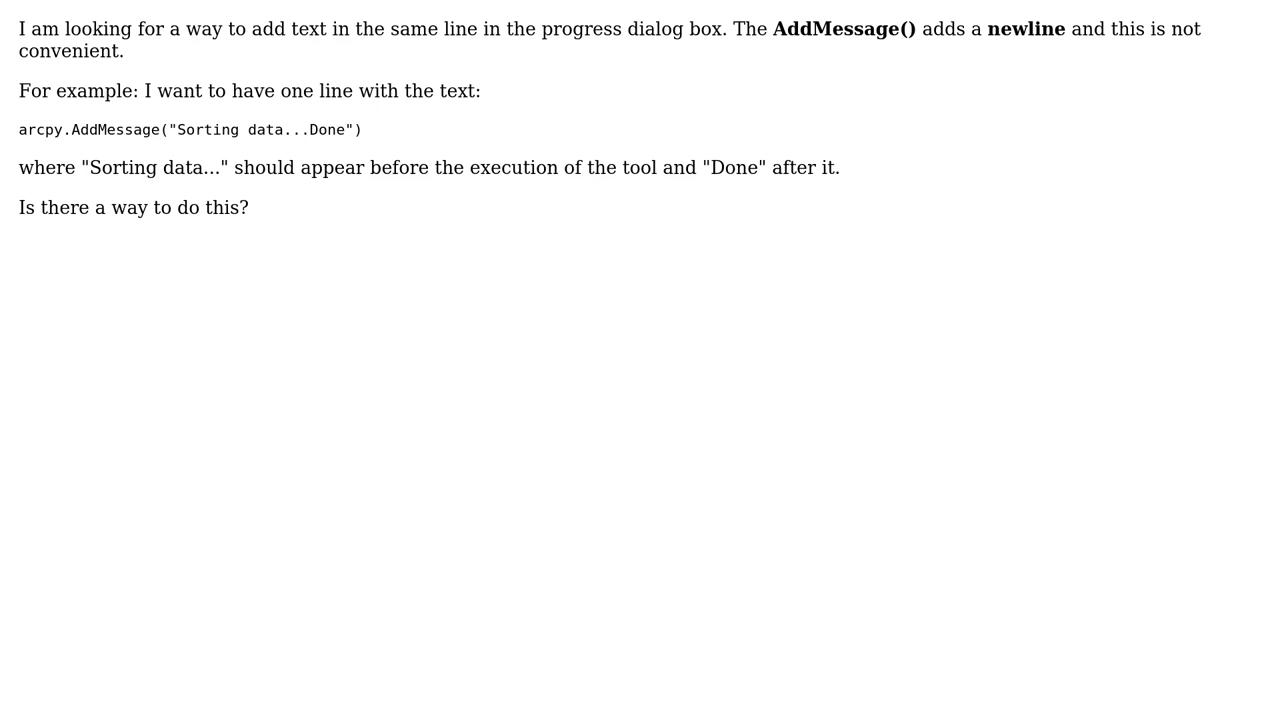 I am looking for a way to add text in the same line in the progress dialog box. The AddMessage() adds a newline and this is not
convenient.
For example: I want to have one line with the text:
arcpy.AddMessage("Sorting data...Done")
where "Sorting data..." should appear before the execution of the tool and "Done" after it.
Is there a way to do this?